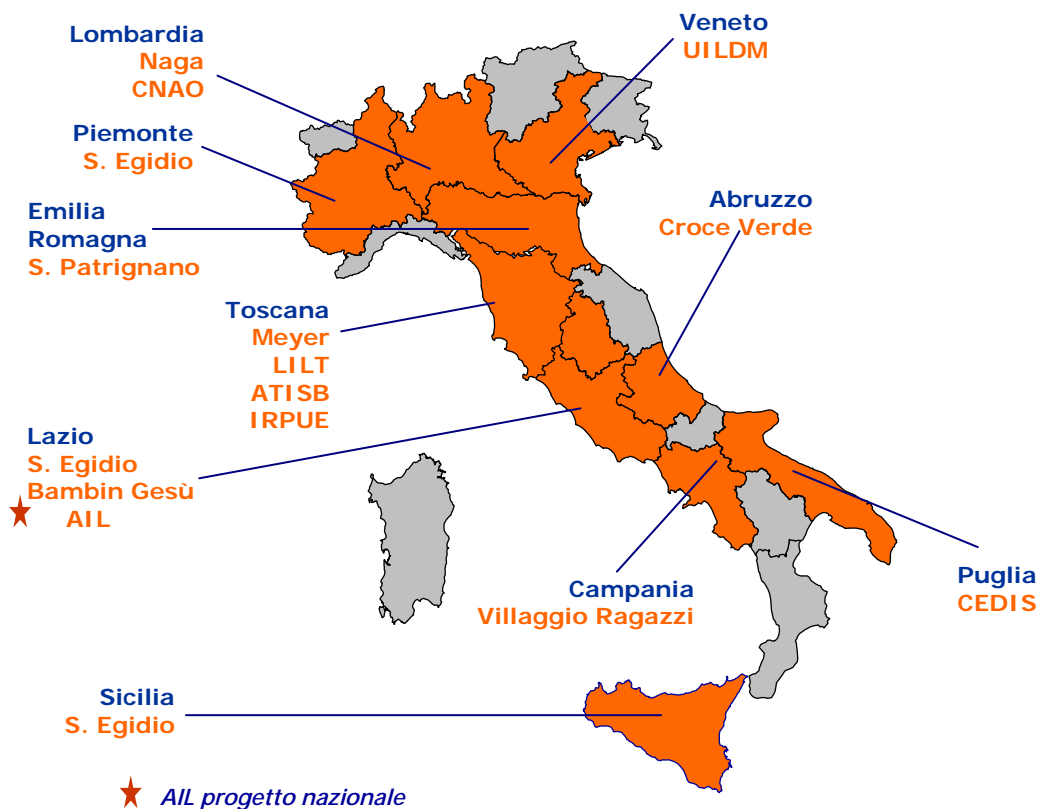 Lombardia
Naga
CNAO
Veneto
UILDM
Piemonte
S. Egidio
Emilia
Romagna
S. Patrignano
Abruzzo
Croce Verde
Toscana
Meyer
LILT
ATISB
IRPUE
Lazio
S. Egidio
Bambin Gesù
AIL
Campania
Villaggio Ragazzi
Puglia
CEDIS
Sicilia
S. Egidio
AIL progetto nazionale